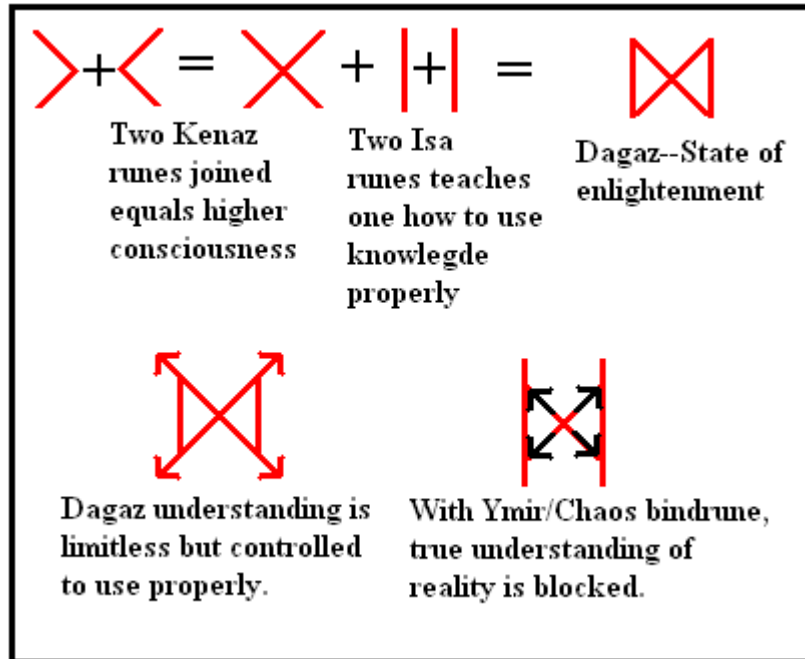 + = + + =
Two Kenaz
runes joined
equals higher
consciousness
Two Isa
runes teaches
one how to use
knowlegde
properly
Dagaz--State of
enlightenment
Dagaz understanding is
limitless but controlled
to use properly.
With Ymir/Chaos bindrune,
true understanding of
reality is blocked.